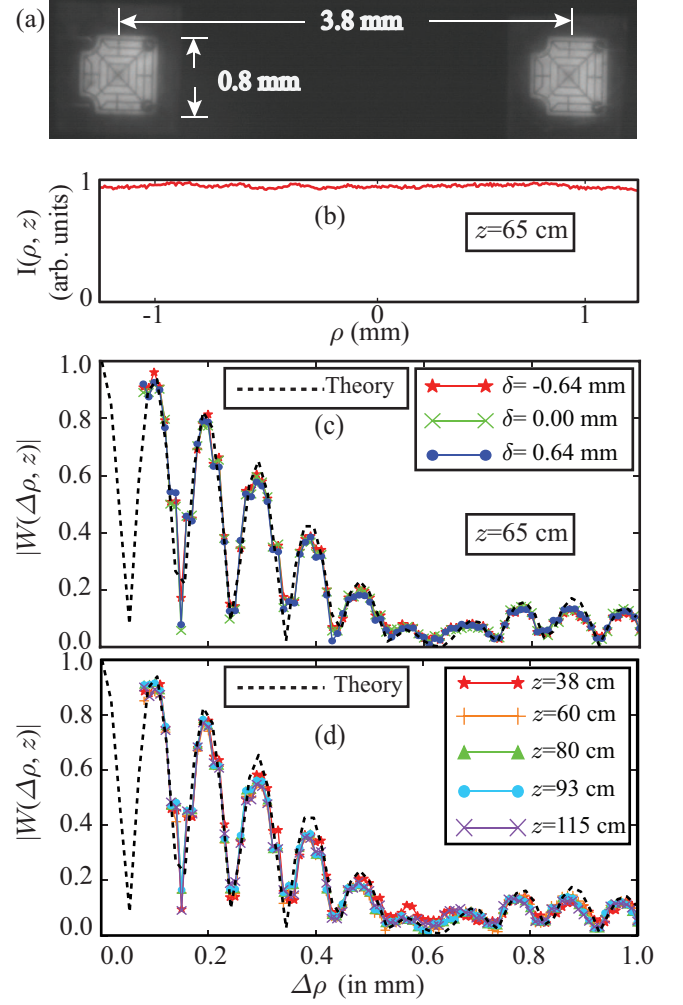 (a)
3.8 mm
0.8 mm
I(ρ, z)
(arb. units)
1
0
(b)
z=65 cm
-1 0 1
ρ (mm)
|W(Δρ, z)|
1.0
0.8
0.6
0.4
0.2
0.0
Theory
(c)
δ= -0.64 mm
δ= 0.00 mm
δ= 0.64 mm
z=65 cm
|W(Δρ, z)|
1.0
0.8
0.6
0.4
0.2
0.0
Theory
(d)
z=38 cm
z=60 cm
z=80 cm
z=93 cm
z=115 cm
0.0 0.2 0.4 0.6 0.8 1.0
Δρ (in mm)